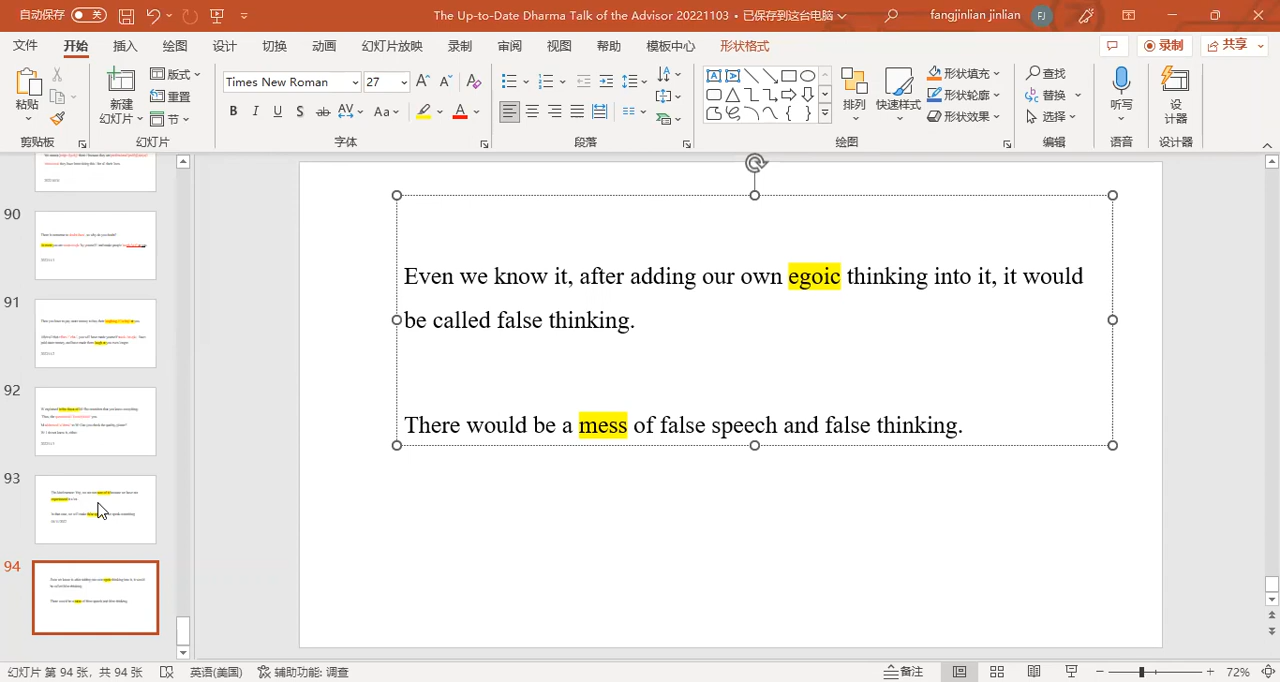 自动保存 关 The Up-to-Date Dharma Talk of the Advisor 20221103 • 已保存到这台电脑 fangjinlian jinlian FJ
文件 开始 插入 绘图 设计 切换 动画 幻灯片放映 录制 审阅 视图 帮助 模板中心 形状格式 录制 共享
粘贴 新建 幻灯片 版式 重置 节 Times New Roman 27 B I U S ab AV Aa A 排列 快速样式 形状填充 形状轮廓 形状效果 查找 替换 选择 听写 设计器
剪贴板 幻灯片 字体 段落 绘图 编辑 语音 设计器
90
91
92
93
94
Even we know it, after adding our own egoic thinking into it, it would
be called false thinking.
There would be a mess of false speech and false thinking.
幻灯片 第 94 张，共 94 张 英语(美国) 辅助功能: 调查 备注 72%